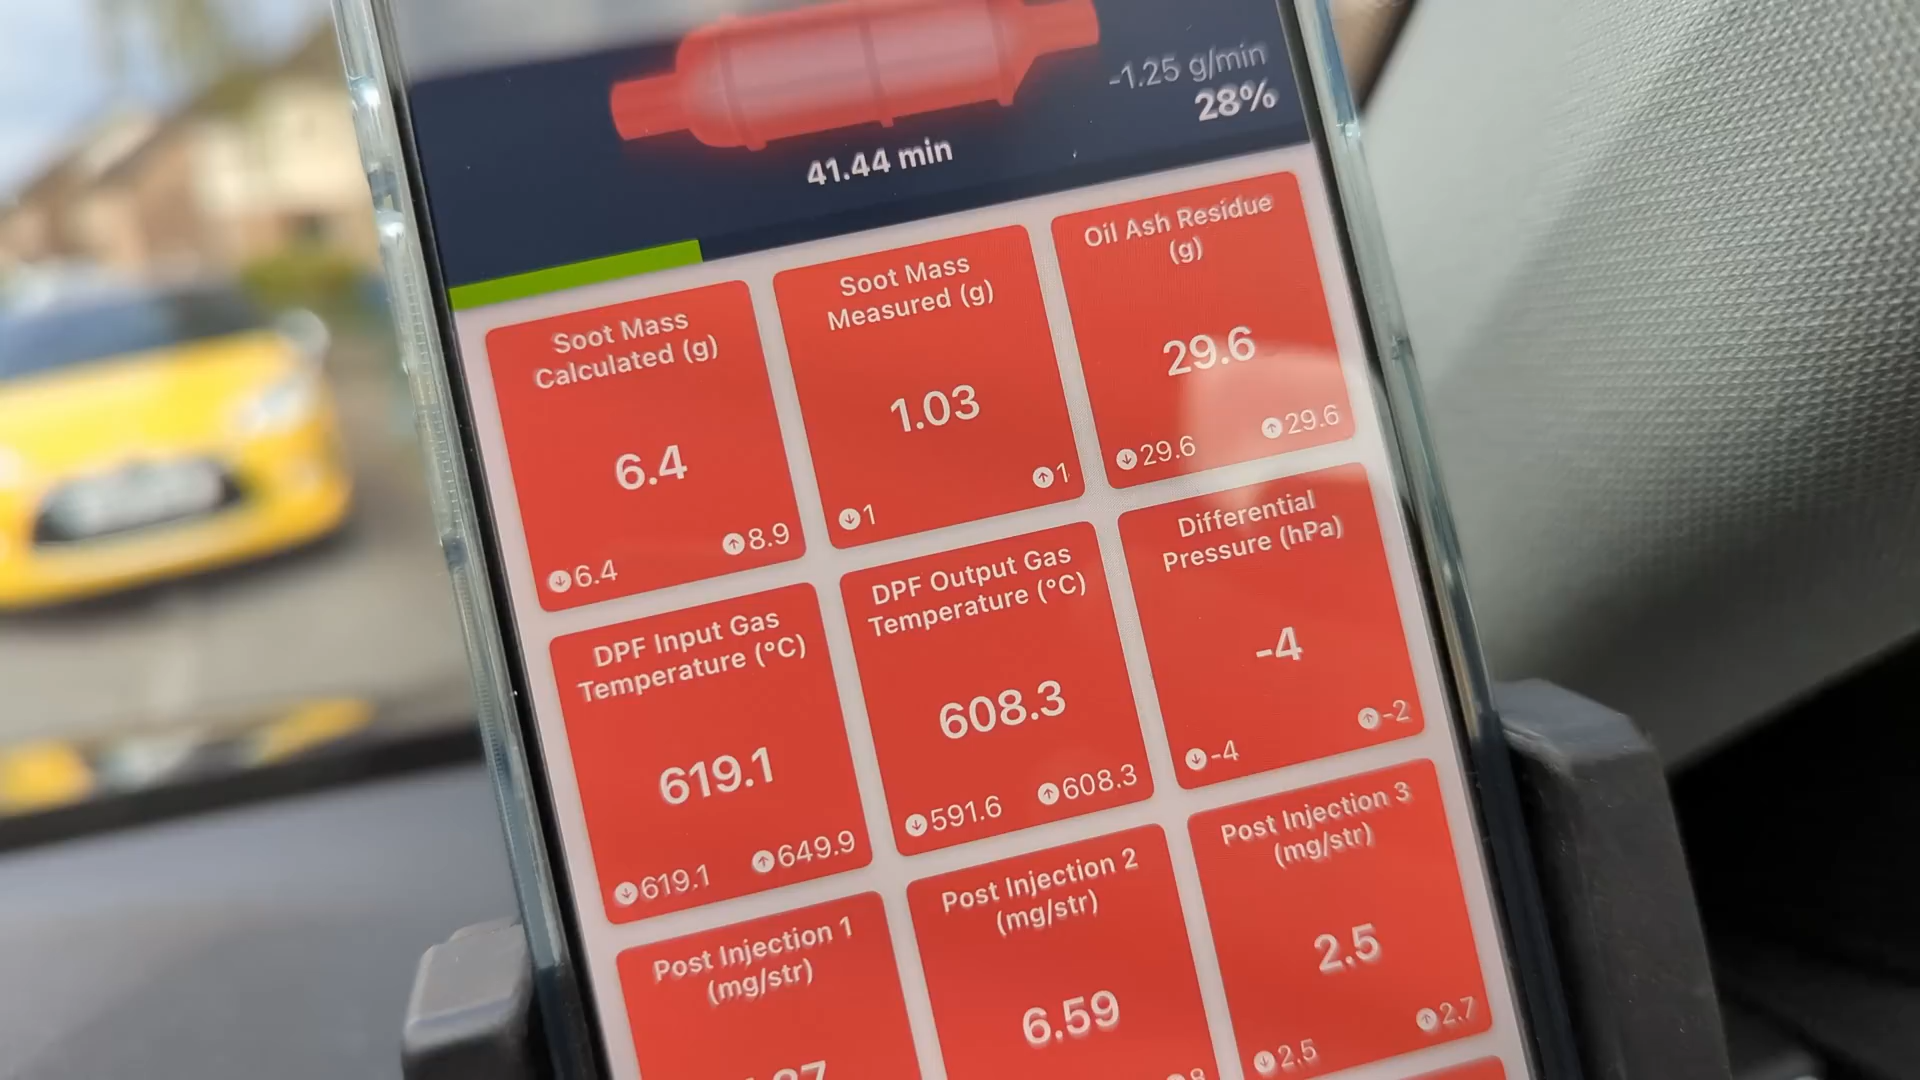 -1.25 g/min
28%
41.44 min
Soot Mass
Calculated (g)
6.4
6.4
8.9
Soot Mass
Measured (g)
1.03
1
1
Oil Ash Residue
(g)
29.6
29.6
29.6
DPF Input Gas
Temperature (°C)
619.1
619.1
649.9
DPF Output Gas
Temperature (°C)
608.3
591.6
608.3
Differential
Pressure (hPa)
-4
-4
-2
Post Injection 1
(mg/str)
Post Injection 2
(mg/str)
6.59
Post Injection 3
(mg/str)
2.5
2.5
2.7